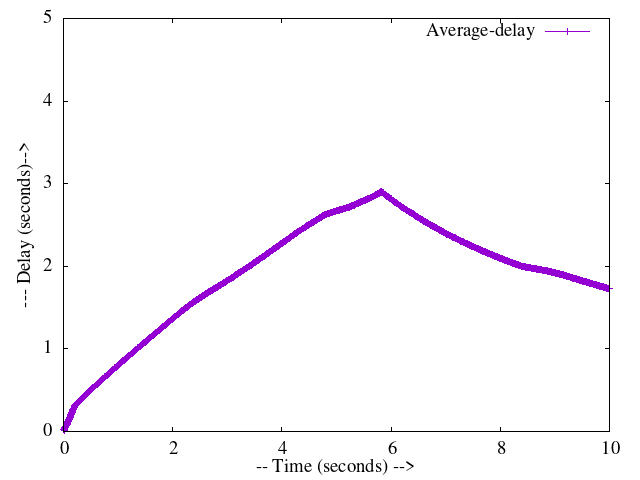 5
Average-delay
4
3
2
1
0
--- Delay (seconds)-->
0 2 4 6 8 10
-- Time (seconds) -->